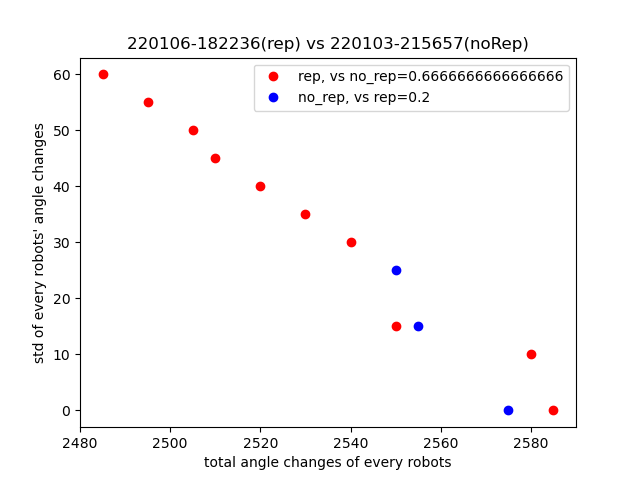 220106-182236(rep) vs 220103-215657(noRep)
rep, vs no_rep=0.6666666666666666
no_rep, vs rep=0.2
60
50
40
30
20
10
0
std of every robots' angle changes
2480 2500 2520 2540 2560 2580
total angle changes of every robots